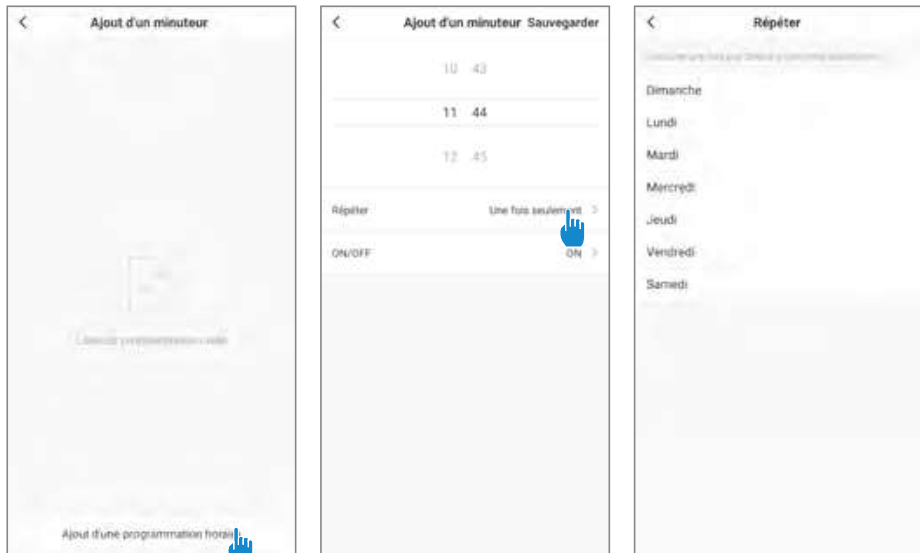 Ajout d'un minuteur
Ajout d'une programmation
Ajout d'un minuteur Sauvegarder
10 43
11 44
12 45
Répéter Une fois seulement
ON/OFF ON
Répéter
Dimanche
Lundi
Mardi
Mercredi
Jeudi
Vendredi
Samedi